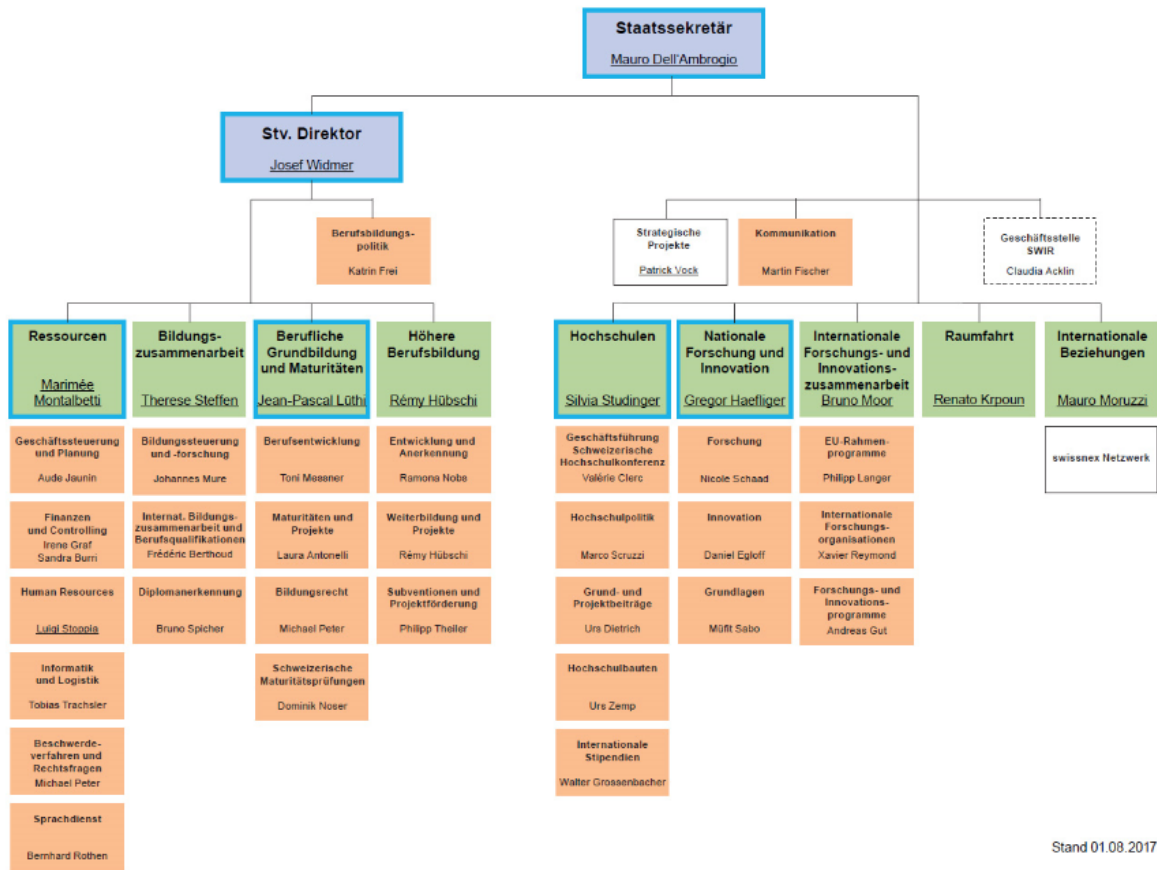 Staatssekretär
Mauro Dell'Ambrogio
Stv. Direktor
Josef Widmer
Berufsbildungs-
politik
Katrin Frei
Strategische
Projekte
Patrick Vock
Kommunikation
Martin Fischer
Geschäftsstelle
SWIR
Claudia Acklin
Ressourcen
Marimée
Montalbetti
Bildungs-
zusammenarbeit
Therese Steffen
Berufliche
Grundbildung
und Maturitäten
Jean-Pascal Lüthi
Höhere
Berufsbildung
Rémy Hübschi
Hochschulen
Silvia Studinger
Nationale
Forschung und
Innovation
Gregor Haefliger
Internationale
Forschungs- und
Innovations-
zusammenarbeit
Bruno Moor
Raumfahrt
Renato Krpoun
Internationale
Beziehungen
Mauro Moruzzi
Geschäftssteuerung
und Planung
Aude Jaunin
Finanzen
und Controlling
Irene Graf
Sandra Burri
Human Resources
Luigi Stoppia
Informatik
und Logistik
Tobias Trachsler
Beschwerde-
verfahren und
Rechtsfragen
Michael Peter
Sprachdienst
Bernhard Rothen
Bildungssteuerung
und -forschung
Johannes Mure
Internat. Bildungs-
zusammenarbeit und
Berufsqualifikationen
Frédéric Berthoud
Diplomanerkennung
Bruno Spicher
Berufsentwicklung
Toni Messner
Maturitäten und
Projekte
Laura Antonelli
Bildungsrecht
Michael Peter
Schweizerische
Maturitätsprüfungen
Dominik Noser
Entwicklung und
Anerkennung
Ramona Nobs
Weiterbildung und
Projekte
Rémy Hübschi
Subventionen und
Projektförderung
Philipp Theiler
Geschäftsführung
Schweizerische
Hochschulkonferenz
Valérie Clerc
Hochschulpolitik
Marco Scruzzi
Grund- und
Projektbeiträge
Urs Dietrich
Hochschulbauten
Urs Zemp
Internationale
Stipendien
Walter Grossenbacher
Forschung
Nicole Schaad
Innovation
Daniel Egloff
Grundlagen
Müfit Sabo
EU-Rahmen-
programme
Philipp Langer
Internationale
Forschungs-
organisationen
Xavier Reymond
Forschungs- und
Innovations-
programme
Andreas Gut
swissnex Netzwerk
Stand 01.08.2017